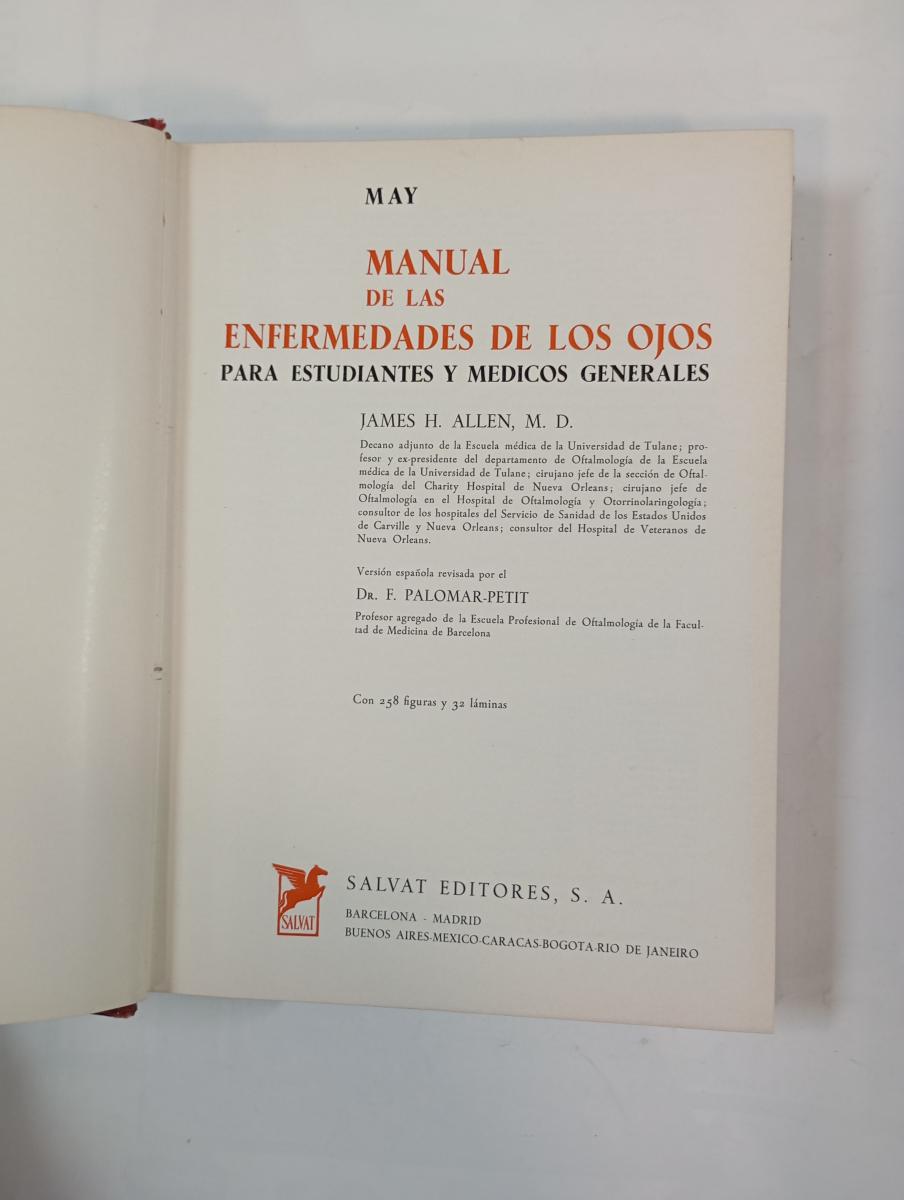 MAY
MANUAL
DE LAS
ENFERMEDADES DE LOS OJOS
PARA ESTUDIANTES Y MEDICOS GENERALES
JAMES H. ALLEN, M. D.
Decano adjunto de la Escuela médica de la Universidad de Tulane; pro-
fesor y ex-presidente del departamento de Oftalmología de la Escuela
médica de la Universidad de Tulane; cirujano jefe de la sección de Oftal-
mología del Charity Hospital de Nueva Orleans; cirujano jefe de
Oftalmología en el Hospital de Oftalmología y Otorrinolaringología;
consultor de los hospitales del Servicio de Sanidad de los Estados Unidos
de Carville y Nueva Orleans; consultor del Hospital de Veteranos de
Nueva Orleans.
Versión española revisada por el
DR. F. PALOMAR-PETIT
Profesor agregado de la Escuela Profesional de Oftalmología de la Facul-
tad de Medicina de Barcelona
Con 258 figuras y 32 láminas
SALVAT
SALVAT EDITORES, S. A.
BARCELONA - MADRID
BUENOS AIRES-MEXICO-CARACAS-BOGOTA-RIO DE JANEIRO